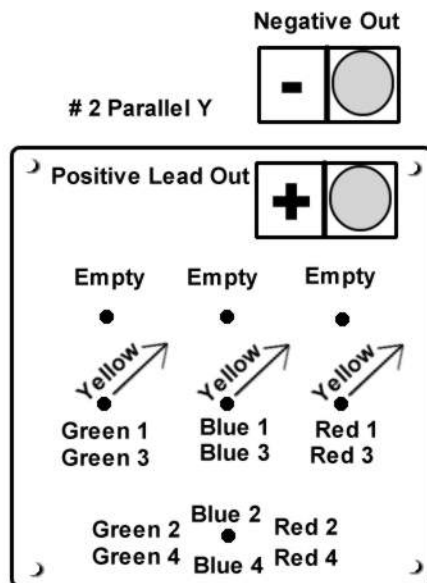 Negative Out
-
# 2 Parallel Y
Positive Lead Out
+
Empty Empty Empty
Yellow Yellow Yellow
Green 1 Blue 1 Red 1
Green 3 Blue 3 Red 3
Green 2 Blue 2 Red 2
Green 4 Blue 4 Red 4